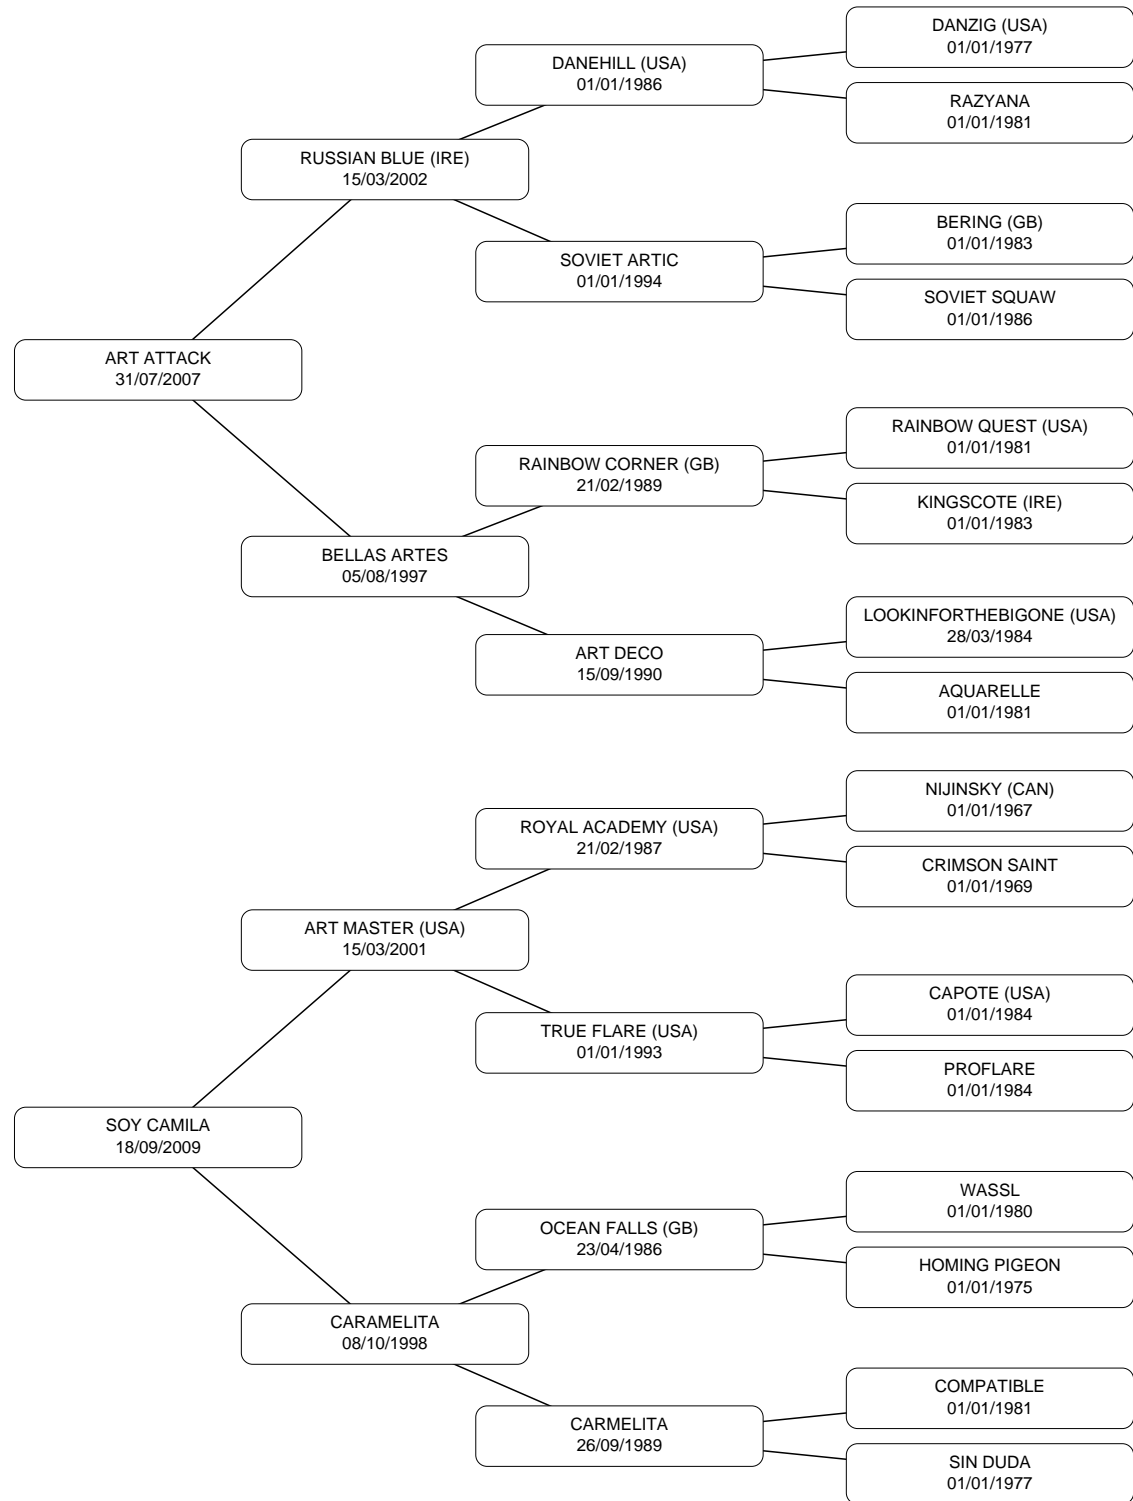 DANZIG (USA)
01/01/1977
DANEHILL (USA)
01/01/1986
RAZYANA
01/01/1981
RUSSIAN BLUE (IRE)
15/03/2002
BERING (GB)
01/01/1983
SOVIET ARTIC
01/01/1994
SOVIET SQUAW
01/01/1986
ART ATTACK
31/07/2007
RAINBOW QUEST (USA)
01/01/1981
RAINBOW CORNER (GB)
21/02/1989
KINGSCOTE (IRE)
01/01/1983
BELLAS ARTES
05/08/1997
LOOKINFORTHEBIGONE (USA)
28/03/1984
ART DECO
15/09/1990
AQUARELLE
01/01/1981
NIJINSKY (CAN)
01/01/1967
ROYAL ACADEMY (USA)
21/02/1987
CRIMSON SAINT
01/01/1969
ART MASTER (USA)
15/03/2001
CAPOTE (USA)
01/01/1984
TRUE FLARE (USA)
01/01/1993
PROFLARE
01/01/1984
SOY CAMILA
18/09/2009
WASSL
01/01/1980
OCEAN FALLS (GB)
23/04/1986
HOMING PIGEON
01/01/1975
CARAMELITA
08/10/1998
COMPATIBLE
01/01/1981
CARMELITA
26/09/1989
SIN DUDA
01/01/1977